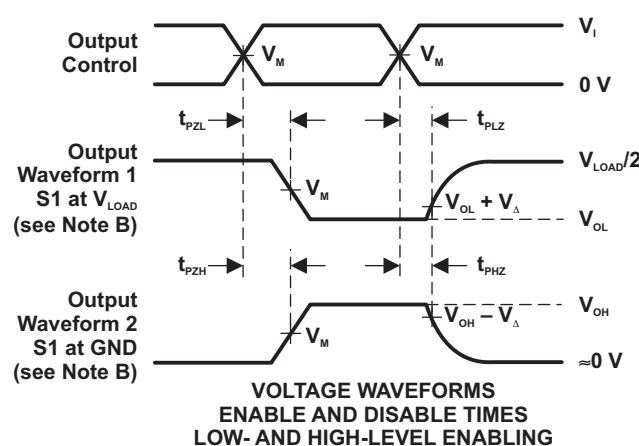 Output
Control
V_M
V_M
V_I
0 V
t_PZL
t_PLZ
Output
Waveform 1
S1 at V_LOAD
(see Note B)
V_M
V_OL + V_Δ
V_LOAD/2
V_OL
t_PZH
t_PHZ
Output
Waveform 2
S1 at GND
(see Note B)
V_M
V_OH – V_Δ
V_OH
≈0 V
VOLTAGE WAVEFORMS
ENABLE AND DISABLE TIMES
LOW- AND HIGH-LEVEL ENABLING